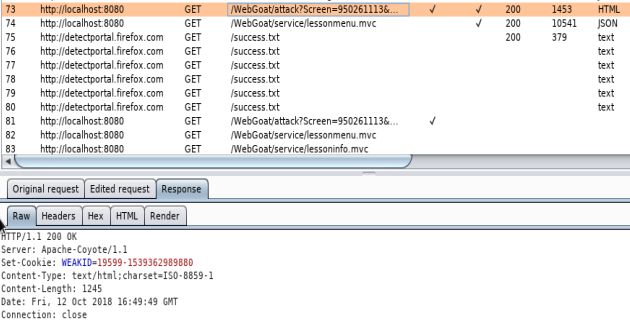 73 http://localhost:8080 GET /WebGoat/attack?Screen=950261113&... ✓ ✓ 200 1453 HTML
74 http://localhost:8080 GET /WebGoat/service/lessonmenu.mvc ✓ 200 10541 JSON
75 http://detectportal.firefox.com GET /success.txt 200 379 text
76 http://detectportal.firefox.com GET /success.txt text
77 http://detectportal.firefox.com GET /success.txt text
78 http://detectportal.firefox.com GET /success.txt text
79 http://detectportal.firefox.com GET /success.txt text
80 http://detectportal.firefox.com GET /success.txt text
81 http://localhost:8080 GET /WebGoat/attack?Screen=950261113&... ✓
82 http://localhost:8080 GET /WebGoat/service/lessonmenu.mvc
83 http://localhost:8080 GET /WebGoat/service/lessoninfo.mvc
Original request Edited request Response
Raw Headers Hex HTML Render
HTTP/1.1 200 OK
Server: Apache-Coyote/1.1
Set-Cookie: WEAKID=19599-1539362989880
Content-Type: text/html;charset=ISO-8859-1
Content-Length: 1245
Date: Fri, 12 Oct 2018 16:49:49 GMT
Connection: close